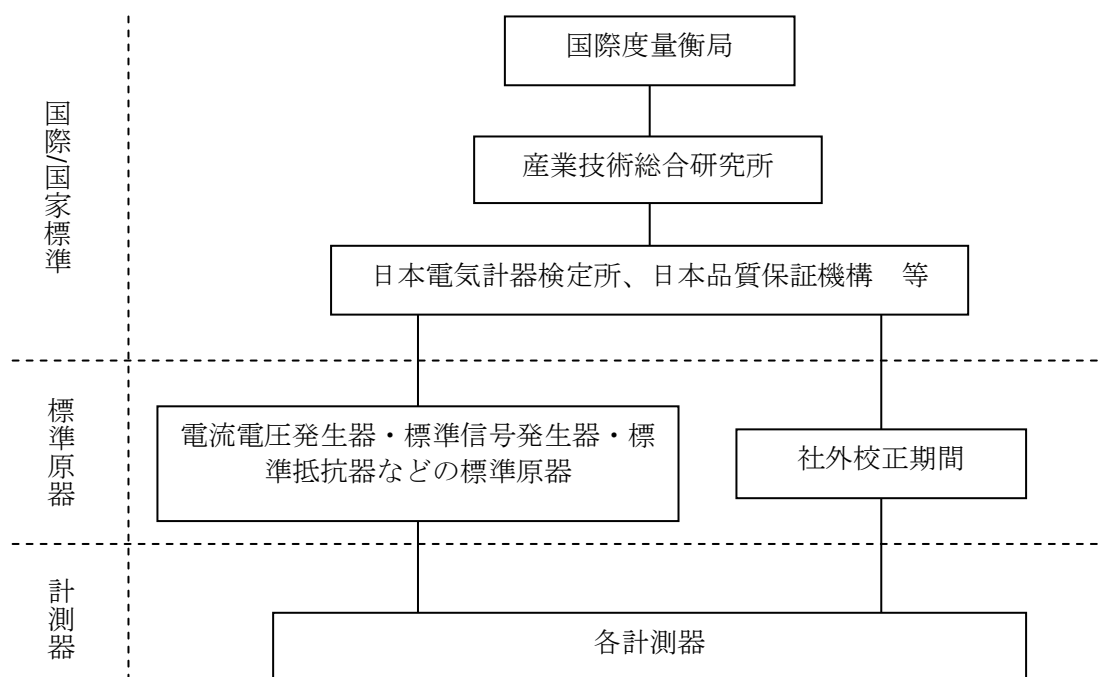 国際度量衡局
産業技術総合研究所
日本電気計器検定所、日本品質保証機構　等
国際/国家標準
電流電圧発生器・標準信号発生器・標
準抵抗器などの標準原器
社外校正期間
標準原器
各計測器
計測器